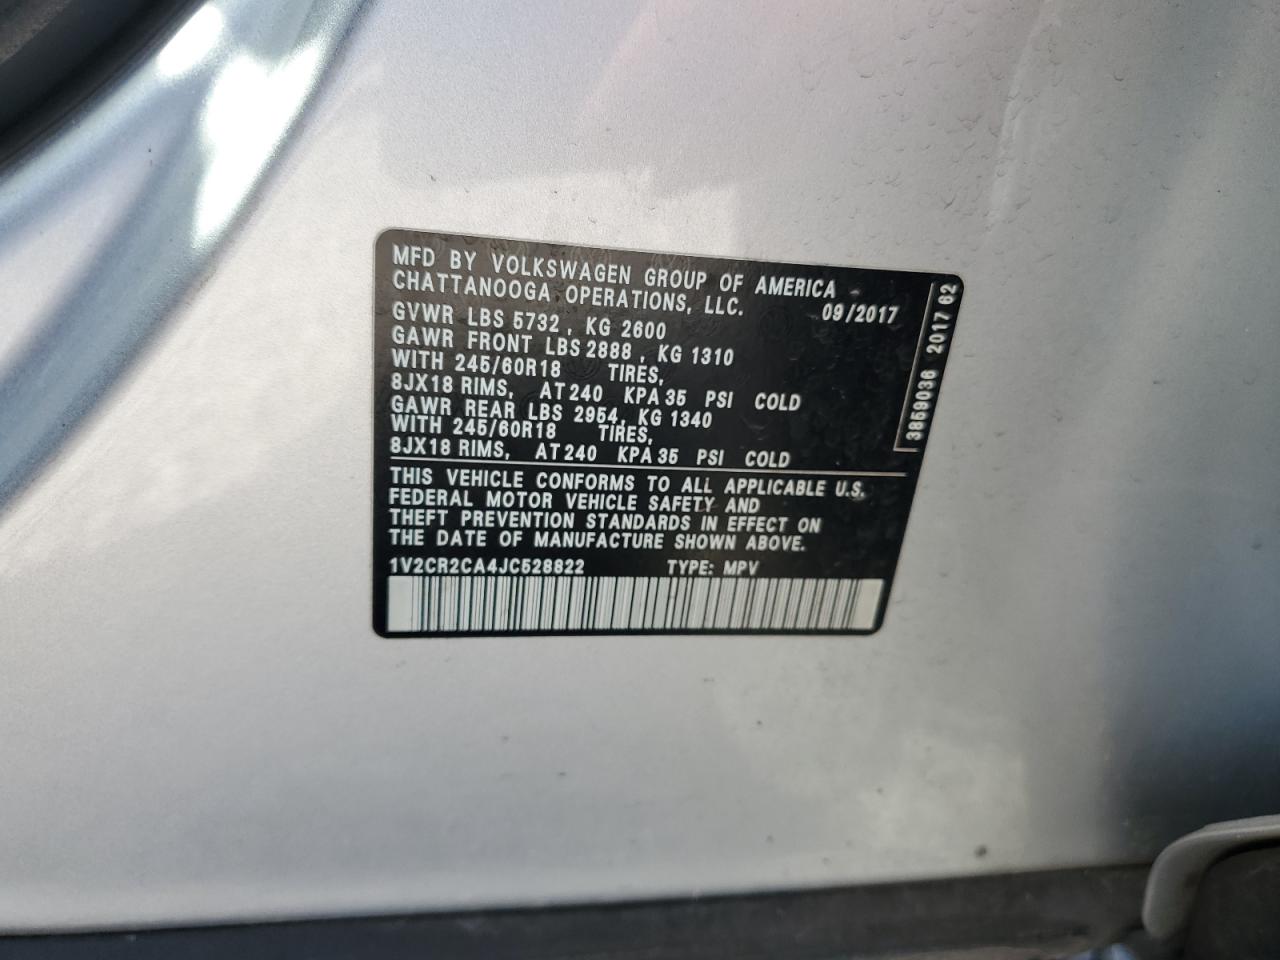 MFD BY VOLKSWAGEN GROUP OF AMERICA
CHATTANOOGA OPERATIONS, LLC. 09/2017
GVWR LBS 5732, KG 2600
GAWR FRONT LBS 2888, KG 1310
WITH 245/60R18 TIRES,
8JX18 RIMS, AT 240 KPA 35 PSI COLD
GAWR REAR LBS 2954, KG 1340
WITH 245/60R18 TIRES,
8JX18 RIMS, AT 240 KPA 35 PSI COLD
THIS VEHICLE CONFORMS TO ALL APPLICABLE U.S.
FEDERAL MOTOR VEHICLE SAFETY AND
THEFT PREVENTION STANDARDS IN EFFECT ON
THE DATE OF MANUFACTURE SHOWN ABOVE.
1V2CR2CA4JC528822 TYPE: MPV
3859036 2017 62